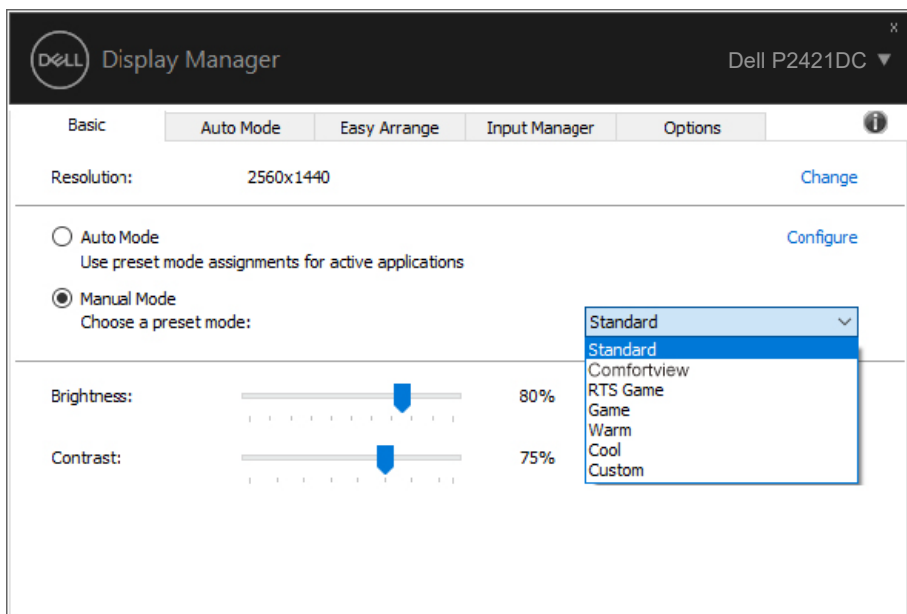 x
DELL Display Manager
Dell P2421DC ▼
Basic Auto Mode Easy Arrange Input Manager Options
Resolution: 2560x1440 Change
Auto Mode Configure
Use preset mode assignments for active applications
Manual Mode
Choose a preset mode: Standard
Standard
Comfortview
RTS Game
Game
Warm
Cool
Custom
Brightness: 80%
Contrast: 75%